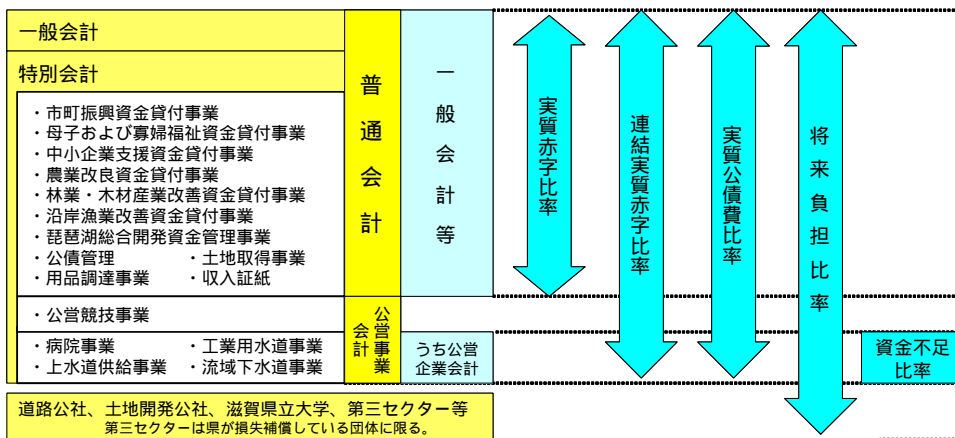 一般会計
特別会計
・市町振興資金貸付事業
・母子および寡婦福祉資金貸付事業
・中小企業支援資金貸付事業
・農業改良資金貸付事業
・林業・木材産業改善資金貸付事業
・沿岸漁業改善資金貸付事業
・琵琶湖総合開発資金管理事業
・公債管理 ・土地取得事業
・用品調達事業 ・収入証紙
・公営競技事業
・病院事業 ・工業用水道事業
・上水道供給事業 ・流域下水道事業
普通会計
公営事業
会計
一般会計等
うち公営
企業会計
実質赤字比率
連結実質赤字比率
実質公債費比率
将来負担比率
資金不足
比率
道路公社、土地開発公社、滋賀県立大学、第三セクター等
第三セクターは県が損失補償している団体に限る。